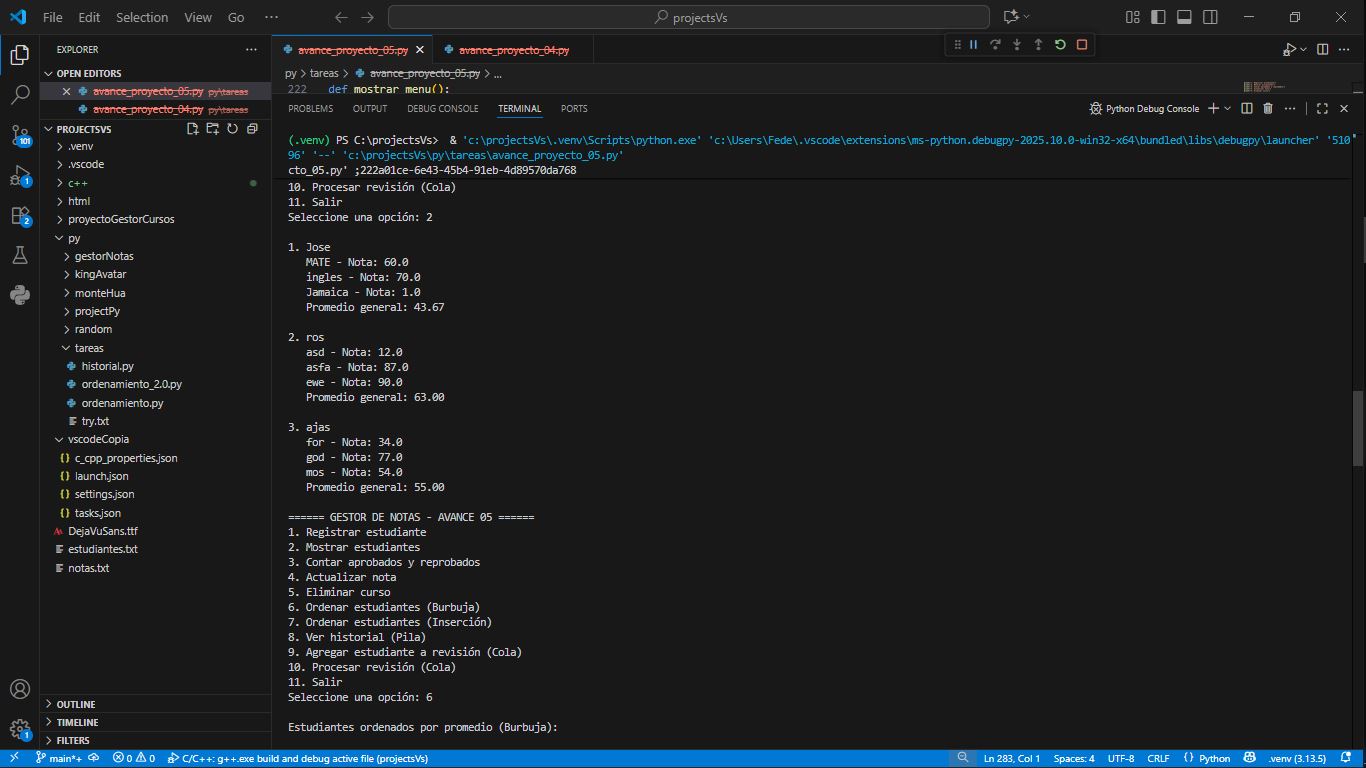 File Edit Selection View Go ··· projectsVs
EXPLORER ···
OPEN EDITORS
avance_proyecto_05.py py\tareas
avance_proyecto_04.py py\tareas
PROJECTSVS
.venv
.vscode
c++
html
proyectoGestorCursos
py
gestorNotas
kingAvatar
monteHua
projectPy
random
tareas
historial.py
ordenamiento_2.0.py
ordenamiento.py
try.txt
vscodeCopia
c_cpp_properties.json
launch.json
settings.json
tasks.json
DejaVuSans.ttf
estudiantes.txt
notas.txt
OUTLINE
TIMELINE
FILTERS
101
1
2
1
avance_proyecto_05.py avance_proyecto_04.py
py > tareas > avance_proyecto_05.py > ...
222 def mostrar_menu():
PROBLEMS OUTPUT DEBUG CONSOLE TERMINAL PORTS Python Debug Console
(.venv) PS C:\projectsVs> & 'c:\projectsVs\.venv\Scripts\python.exe' 'c:\Users\Fede\.vscode\extensions\ms-python.debugpy-2025.10.0-win32-x64\bundled\libs\debugpy\launcher' '510
96' '--' 'c:\projectsVs\py\tareas\avance_proyecto_05.py'
cto_05.py' ;222a01ce-6e43-45b4-91eb-4d89570da768
10. Procesar revisión (Cola)
11. Salir
Seleccione una opción: 2
1. Jose
MATE - Nota: 60.0
ingles - Nota: 70.0
Jamaica - Nota: 1.0
Promedio general: 43.67
2. ros
asd - Nota: 12.0
asfa - Nota: 87.0
ewe - Nota: 90.0
Promedio general: 63.00
3. ajas
for - Nota: 34.0
god - Nota: 77.0
mos - Nota: 54.0
Promedio general: 55.00
====== GESTOR DE NOTAS - AVANCE 05 ======
1. Registrar estudiante
2. Mostrar estudiantes
3. Contar aprobados y reprobados
4. Actualizar nota
5. Eliminar curso
6. Ordenar estudiantes (Burbuja)
7. Ordenar estudiantes (Inserción)
8. Ver historial (Pila)
9. Agregar estudiante a revisión (Cola)
10. Procesar revisión (Cola)
11. Salir
Seleccione una opción: 6
Estudiantes ordenados por promedio (Burbuja):
main*+ 0 0 C/C++: g++.exe build and debug active file (projectsVs) Ln 283, Col 1 Spaces: 4 UTF-8 CRLF Python .venv (3.13.5)